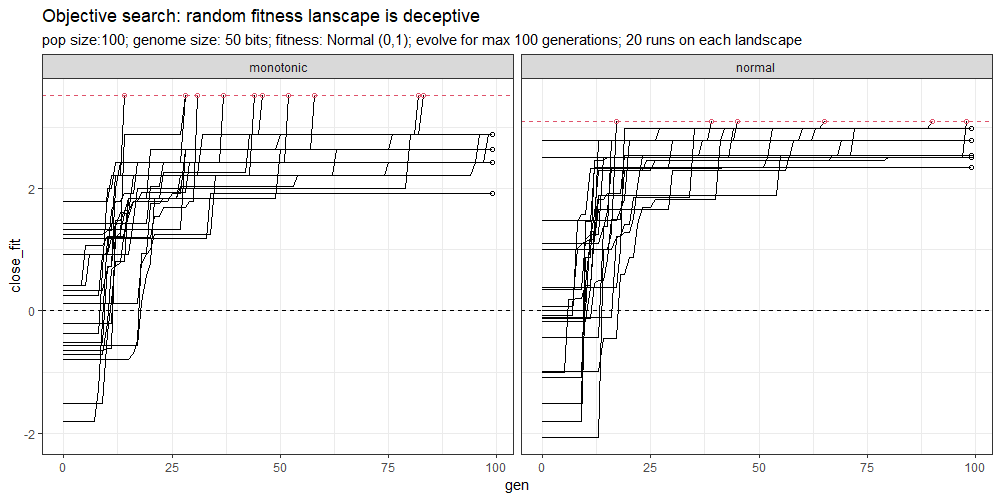 Objective search: random fitness lanscape is deceptive
pop size:100; genome size: 50 bits; fitness: Normal (0,1); evolve for max 100 generations; 20 runs on each landscape
monotonic
normal
close_fit
2
0
-2
0
25
50
75
100
0
25
50
75
100
gen